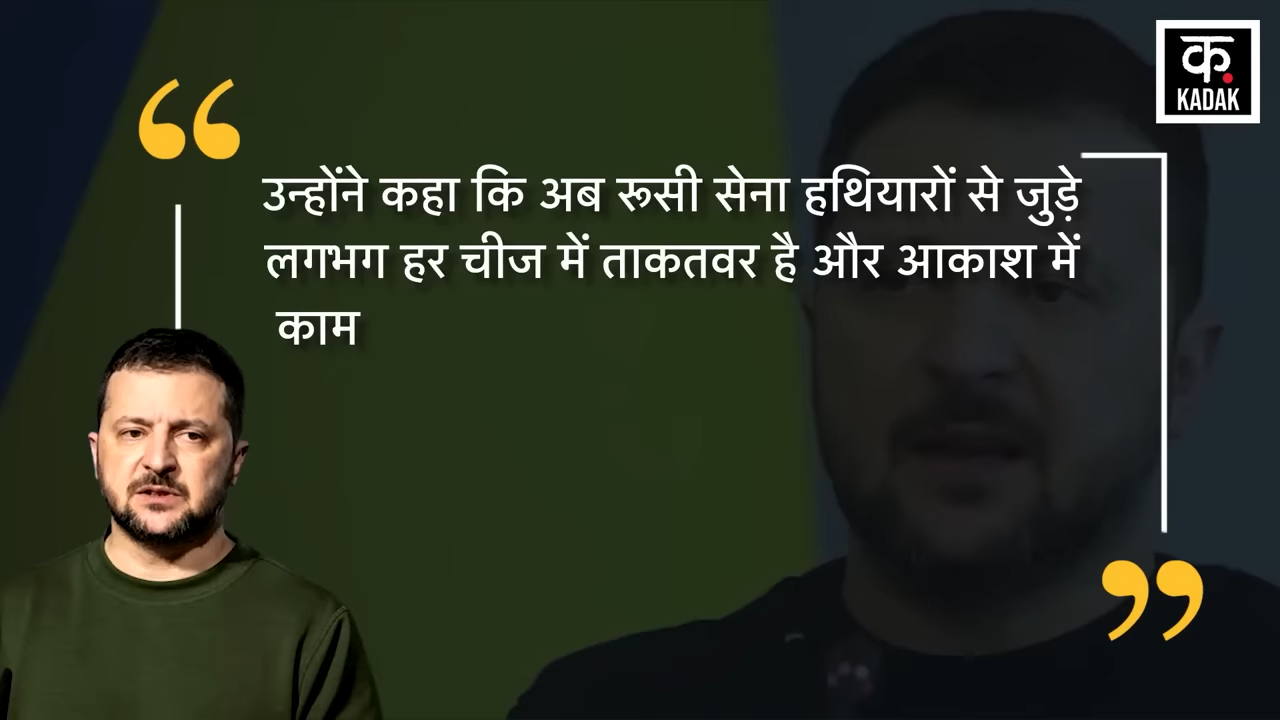 क.
KADAK
उन्होंने कहा कि अब रूसी सेना हथियारों से जुड़े
लगभग हर चीज में ताकतवर है और आकाश में
काम